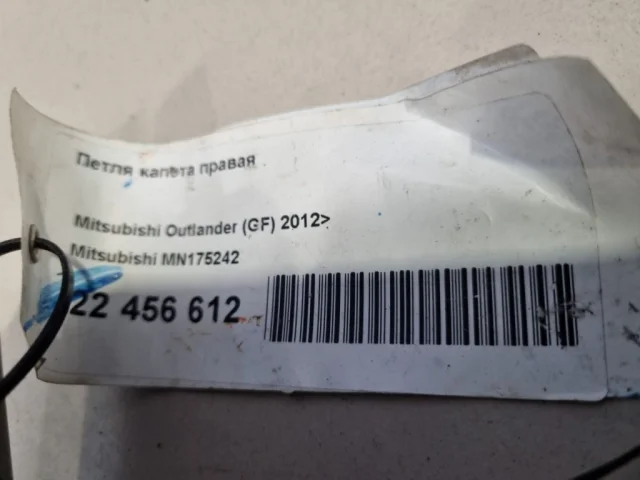 Петля капота правая
Mitsubishi Outlander (GF) 2012>
Mitsubishi MN175242
22 456 612